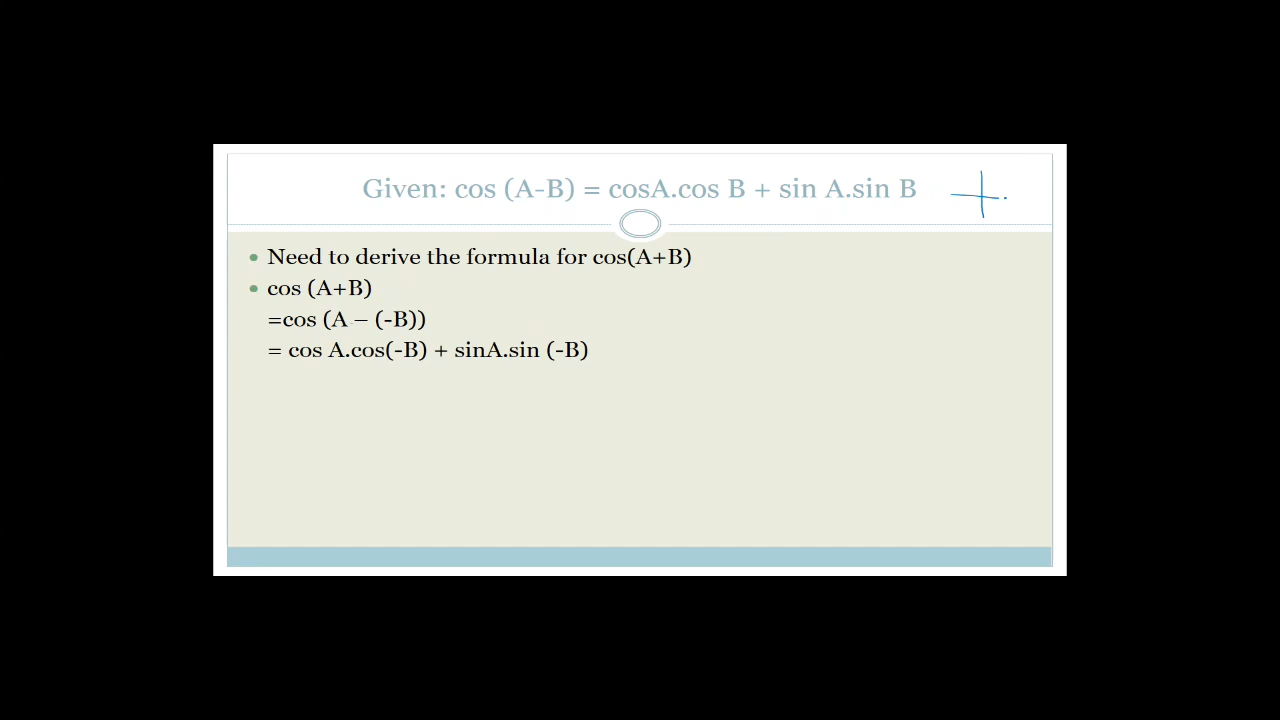 Given: cos (A-B) = cosA.cos B + sin A.sin B
• Need to derive the formula for cos(A+B)
• cos (A+B)
=cos (A – (-B))
= cos A.cos(-B) + sinA.sin (-B)